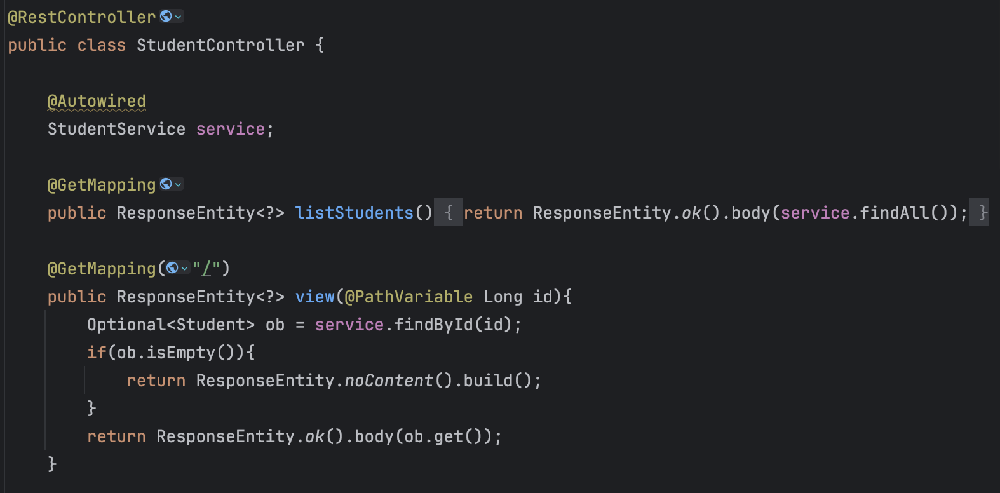 @RestController
public class StudentController {
@Autowired
StudentService service;
@GetMapping
public ResponseEntity<?> listStudents() { return ResponseEntity.ok().body(service.findAll()); }
@GetMapping("/")
public ResponseEntity<?> view(@PathVariable Long id){
Optional<Student> ob = service.findById(id);
if(ob.isEmpty()){
return ResponseEntity.noContent().build();
}
return ResponseEntity.ok().body(ob.get());
}